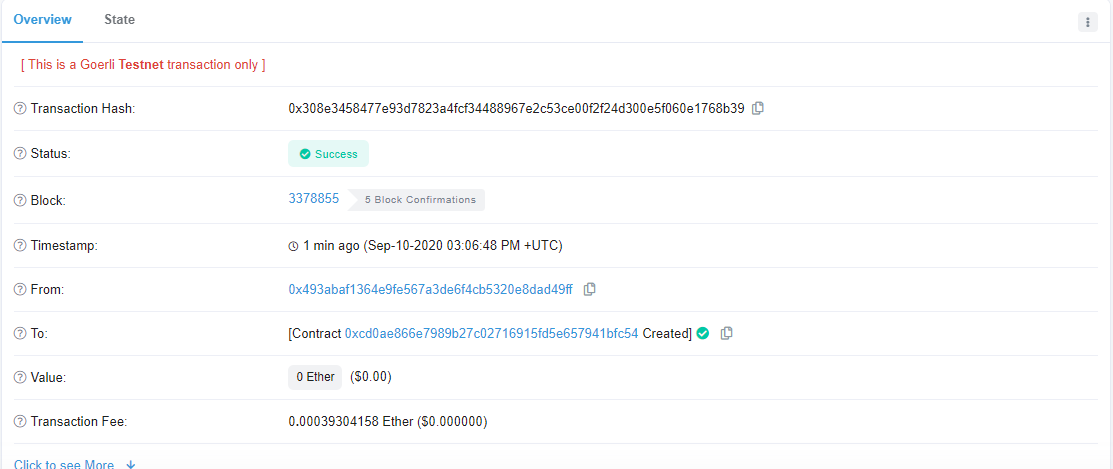 Overview State
[ This is a Goerli Testnet transaction only ]
Transaction Hash: 0x308e3458477e93d7823a4fcf34488967e2c53ce00f2f24d300e5f060e1768b39
Status: Success
Block: 3378855 5 Block Confirmations
Timestamp: 1 min ago (Sep-10-2020 03:06:48 PM +UTC)
From: 0x493abaf1364e9fe567a3de6f4cb5320e8dad49ff
To: [Contract 0xcd0ae866e7989b27c02716915fd5e657941bfc54 Created]
Value: 0 Ether ($0.00)
Transaction Fee: 0.00039304158 Ether ($0.000000)
Click to see More